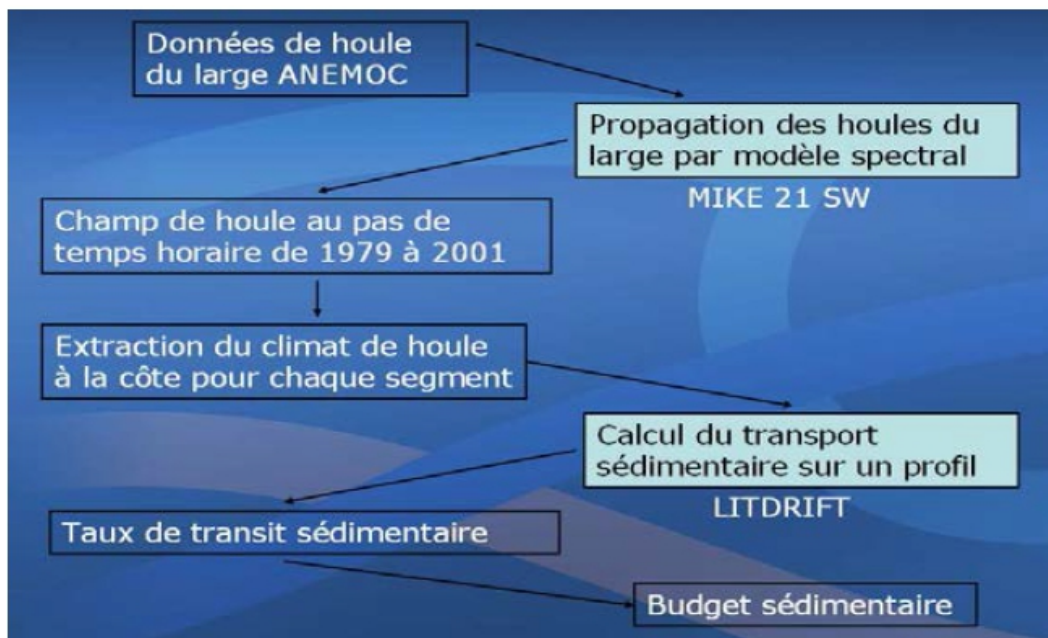 Données de houle
du large ANEMOC
Propagation des houles du
large par modèle spectral
MIKE 21 SW
Champ de houle au pas de
temps horaire de 1979 à 2001
Extraction du climat de houle
à la côte pour chaque segment
Calcul du transport
sédimentaire sur un profil
LITDRIFT
Taux de transit sédimentaire
Budget sédimentaire